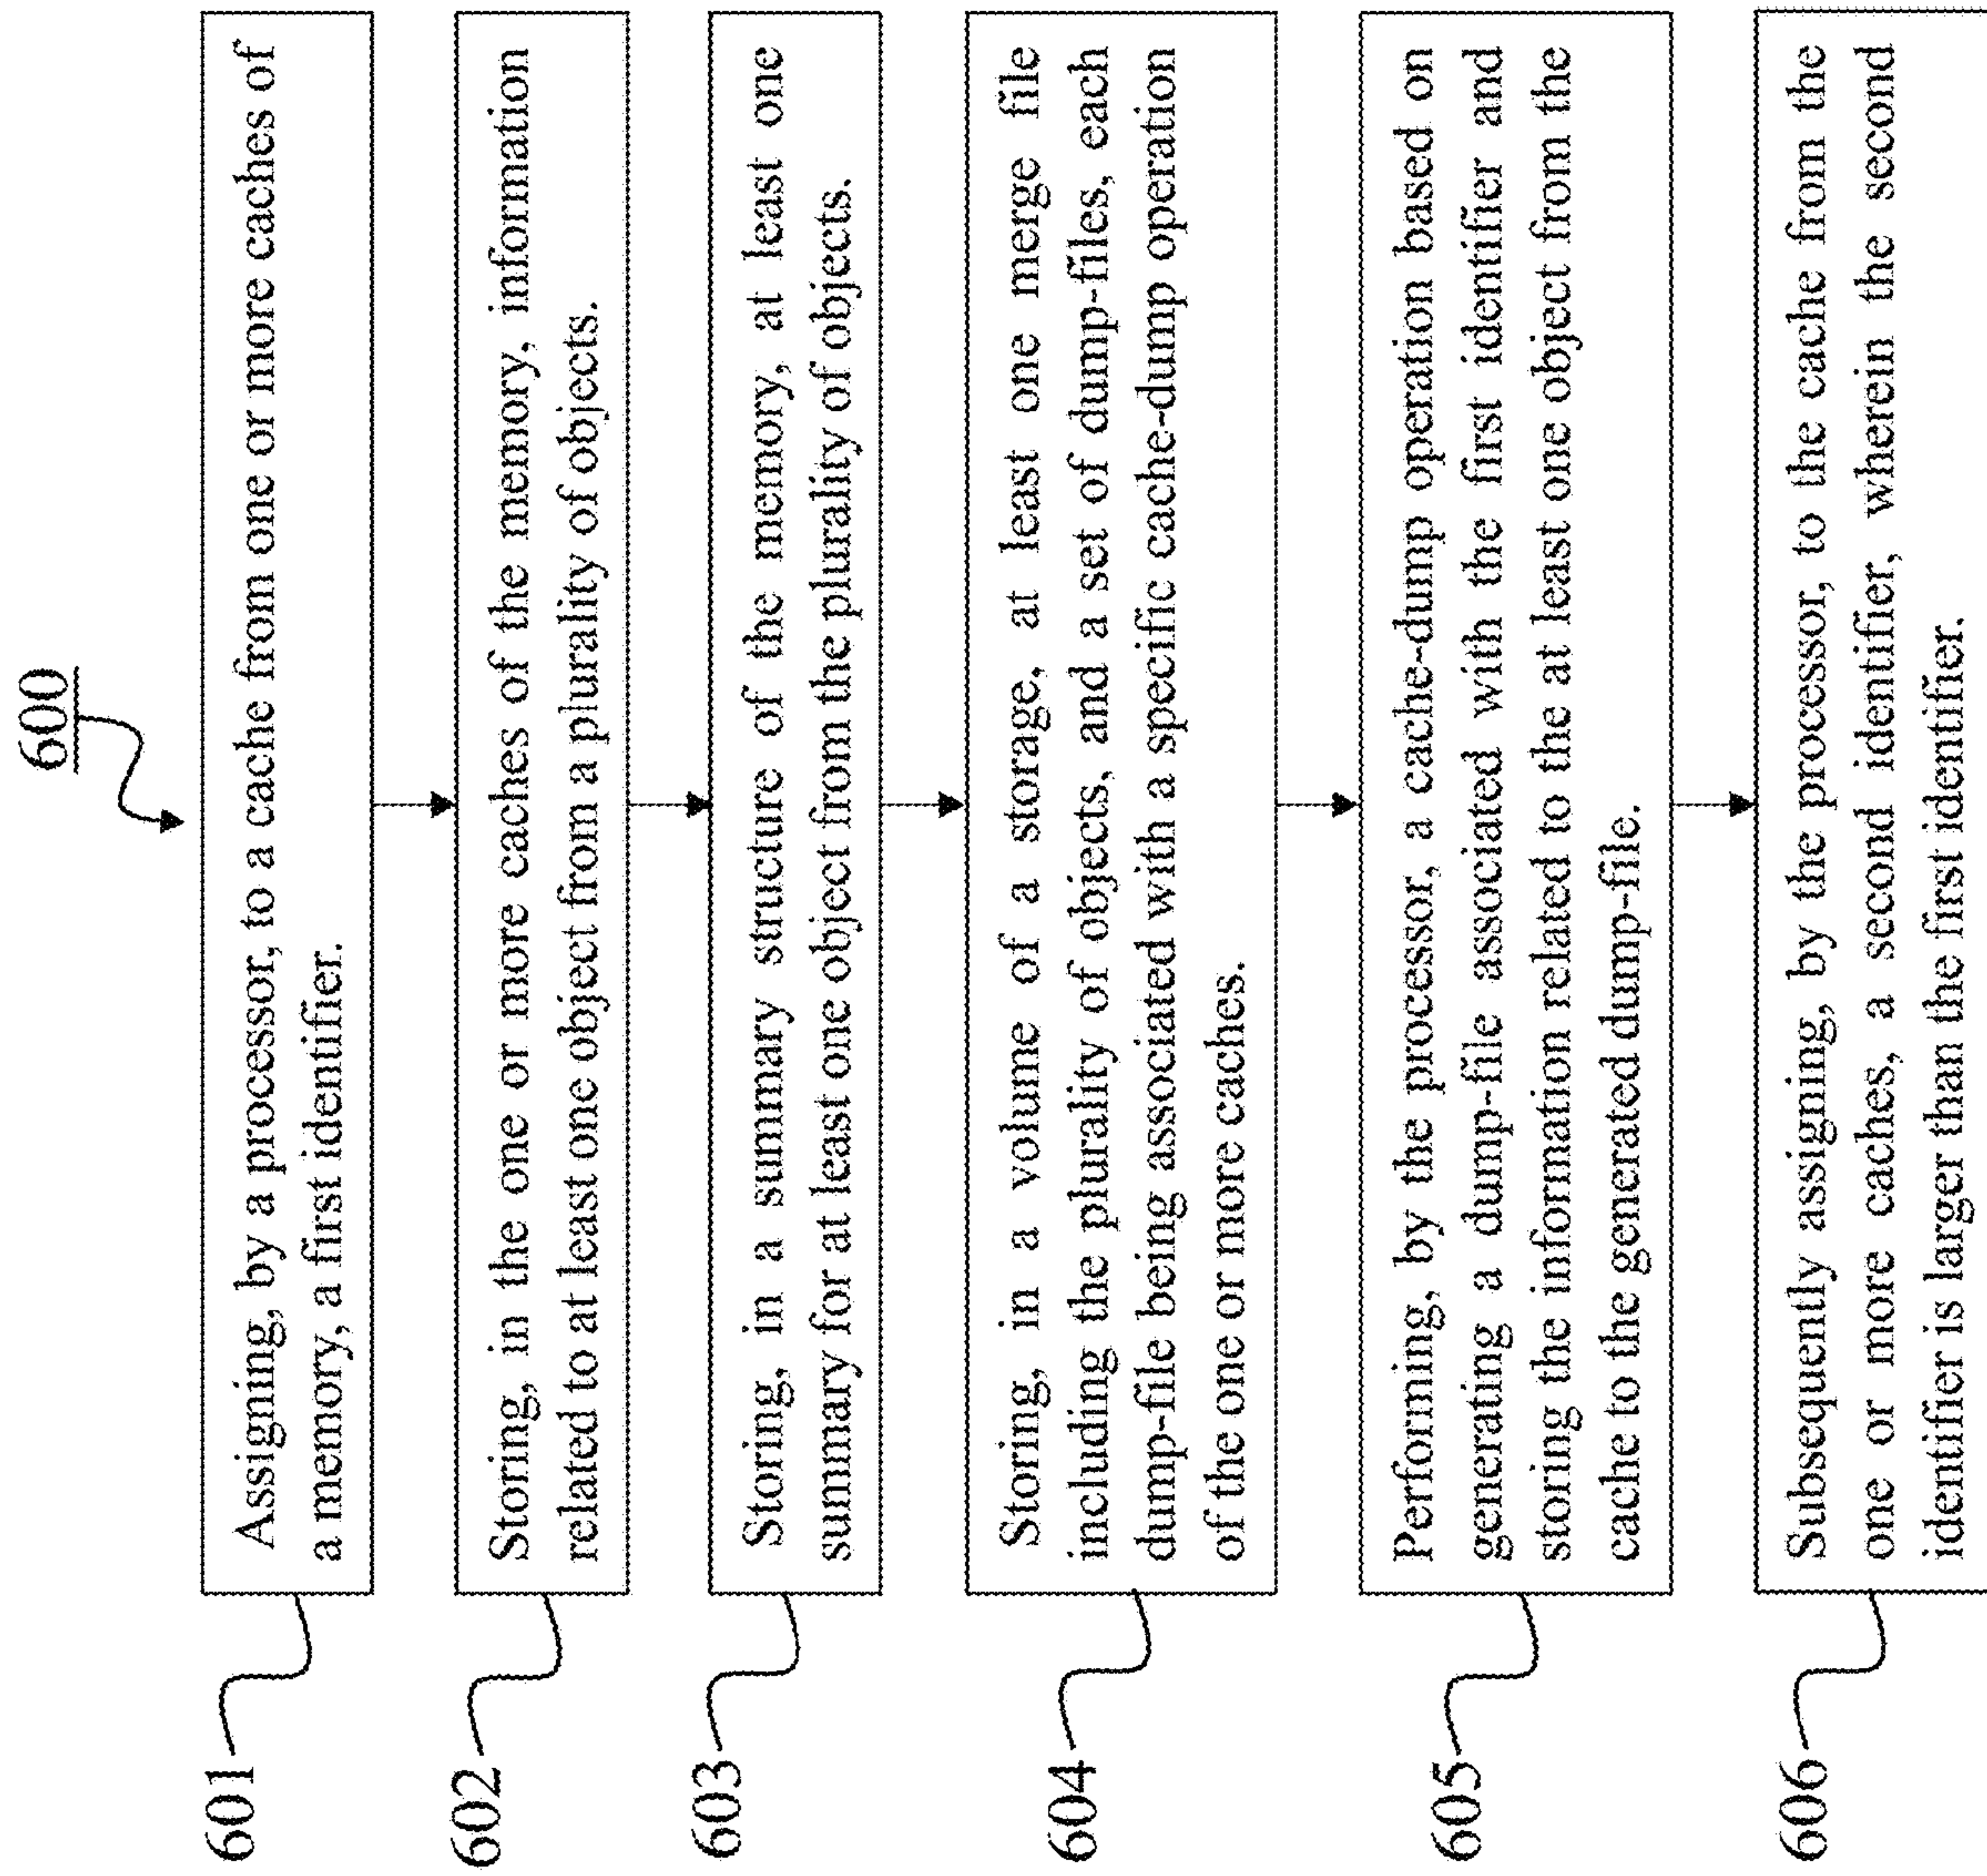 600
601
Assigning, by a processor, to a cache from one or more caches of
a memory, a first identifier.
602
Storing, in the one or more caches of the memory, information
related to at least one object from a plurality of objects.
603
Storing, in a summary structure of the memory, at least one
summary for at least one object from the plurality of objects.
604
Storing, in a volume of a storage, at least one merge file
including the plurality of objects, and a set of dump-files, each
dump-file being associated with a specific cache-dump operation
of the one or more caches.
605
Performing, by the processor, a cache-dump operation based on
generating a dump-file associated with the first identifier and
storing the information related to the at least one object from the
cache to the generated dump-file.
606
Subsequently assigning, by the processor, to the cache from the
one or more caches, a second identifier, wherein the second
identifier is larger than the first identifier.